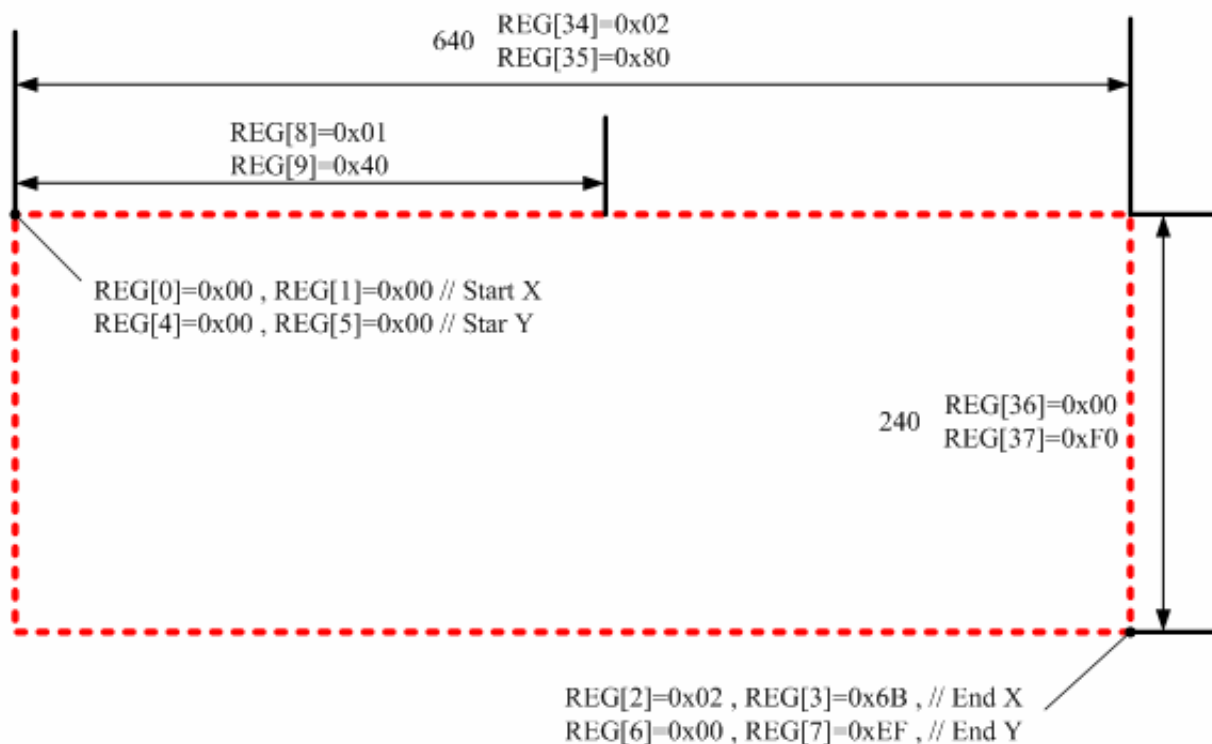 640
REG[34]=0x02
REG[35]=0x80
REG[8]=0x01
REG[9]=0x40
REG[0]=0x00 , REG[1]=0x00 // Start X
REG[4]=0x00 , REG[5]=0x00 // Star Y
240
REG[36]=0x00
REG[37]=0xF0
REG[2]=0x02 , REG[3]=0x6B , // End X
REG[6]=0x00 , REG[7]=0xEF , // End Y